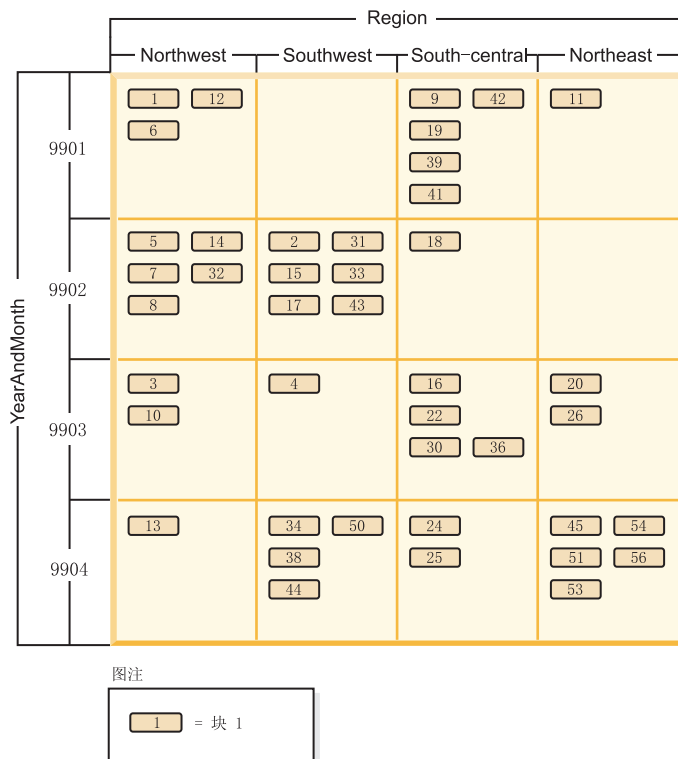 Region
Northwest Southwest South-central Northeast
YearAndMonth
9901
1 12 9 42 11
6 19
39
41
9902
5 14 2 31 18
7 32 15 33
8 17 43
9903
3 4 16 20
10 22 26
30 36
9904
13 34 50 24 45 54
38 25 51 56
44 53
图注
1 = 块 1